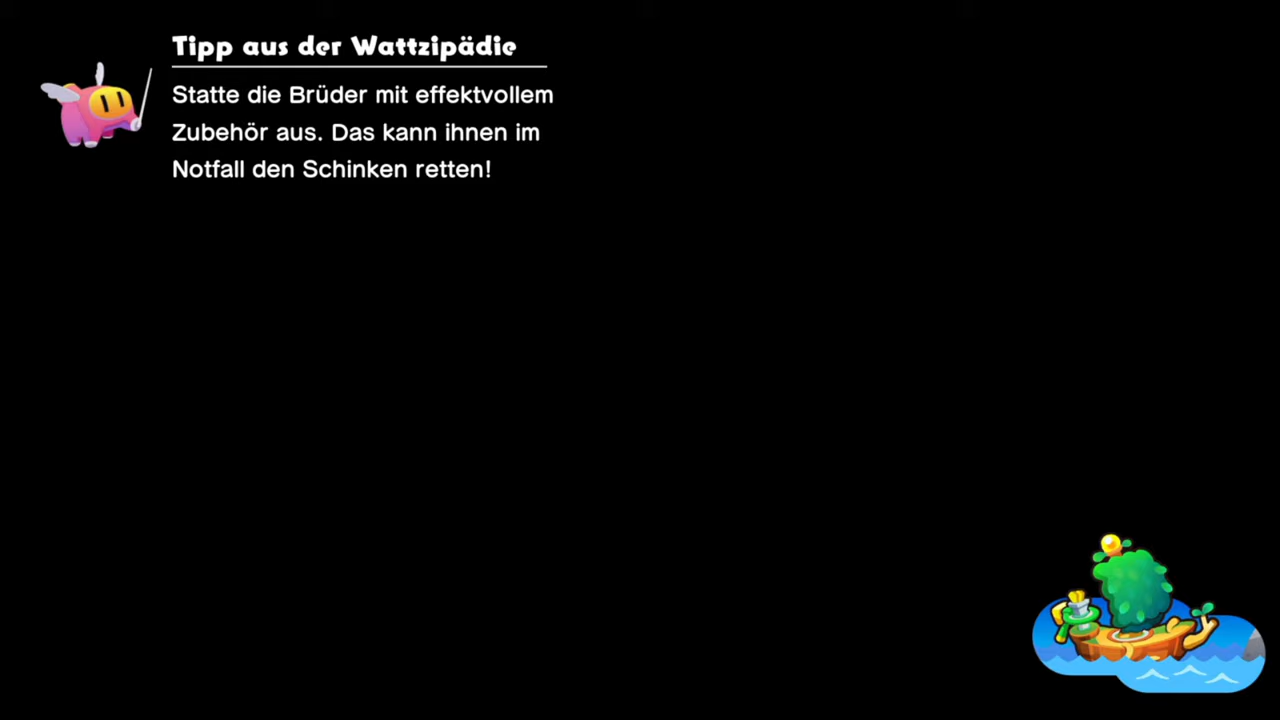 Tipp aus der Wattzipädie
Statte die Brüder mit effektvollem
Zubehör aus. Das kann ihnen im
Notfall den Schinken retten!